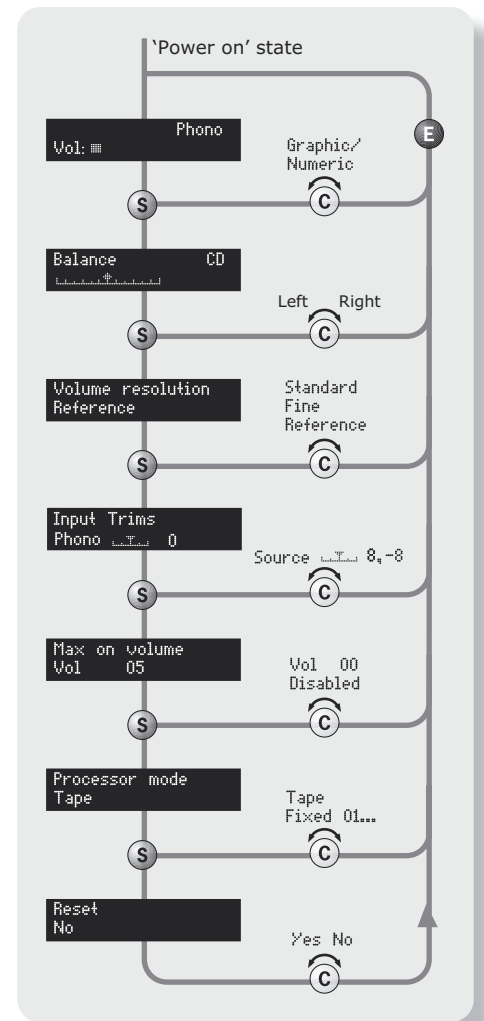 ‘Power on’ state
E
Phono
Vol:
Graphic/
Numeric
S
C
Balance CD
Left Right
S
C
Volume resolution
Reference
Standard
Fine
Reference
S
C
Input Trims
Phono 0
Source 8,-8
S
C
Max on volume
Vol 05
Vol 00
Disabled
S
C
Processor mode
Tape
Tape
Fixed 01...
S
C
Reset
No
Yes No
C